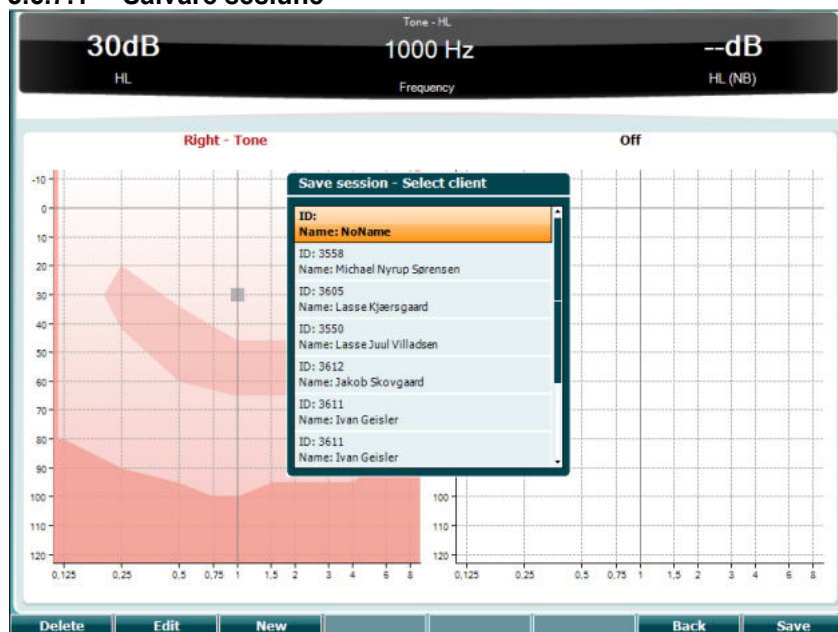 Salvare sesiune
Tone - HL
30dB 1000 Hz --dB
HL Frequency HL (NB)
Right - Tone Off
Save session - Select client
ID:
Name: NoName
ID: 3558
Name: Michael Nyrup Sørensen
ID: 3605
Name: Lasse Kjærsgaard
ID: 3550
Name: Lasse Juul Villadsen
ID: 3612
Name: Jakob Skovgaard
ID: 3611
Name: Ivan Geisler
ID: 3611
Name: Ivan Geisler
-10
0
10
20
30
40
50
60
70
80
90
100 100
110 110
120 120
0,125 0,25 0,5 0,75 1 1,5 2 3 4 6 8 0,125 0,25 0,5 0,75 1 1,5 2 3 4 6 8
Delete Edit New Back Save